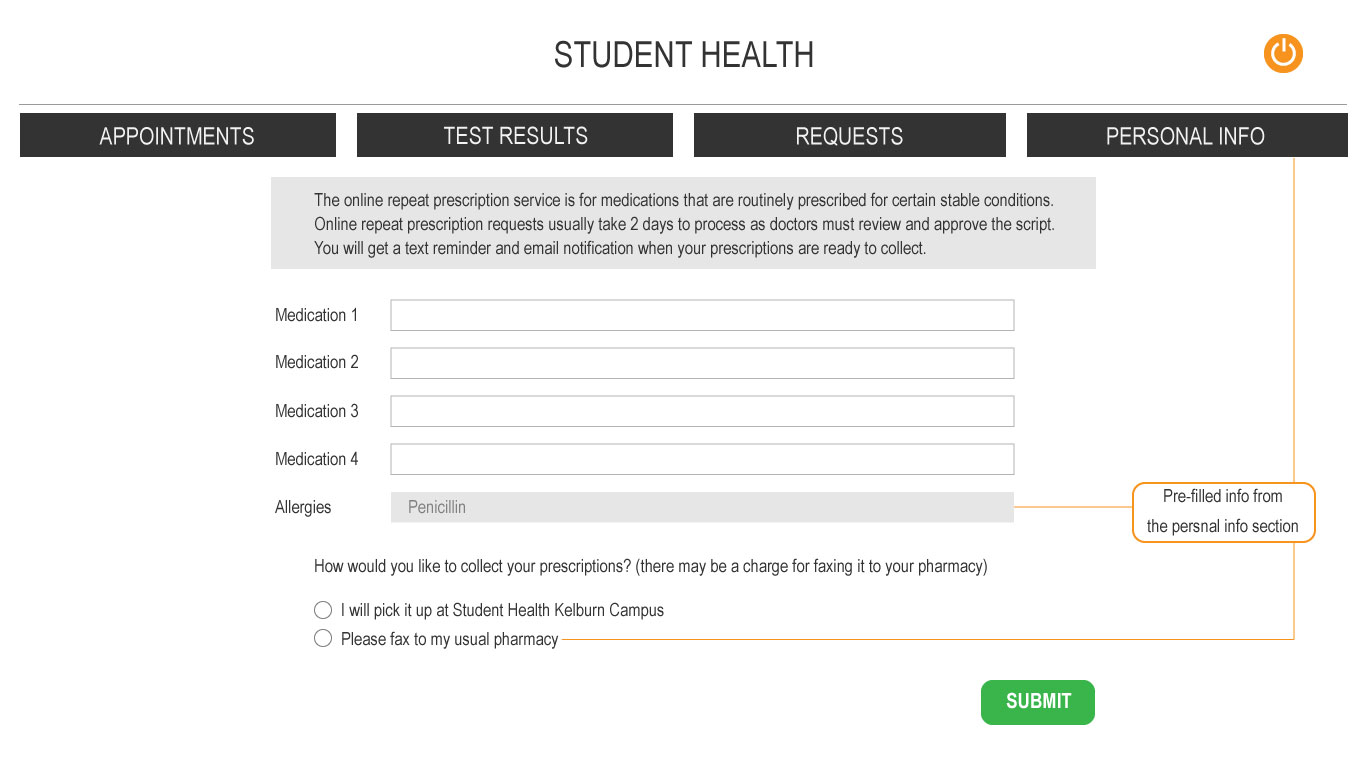 STUDENT HEALTH
APPOINTMENTS
TEST RESULTS
REQUESTS
PERSONAL INFO
The online repeat prescription service is for medications that are routinely prescribed for certain stable conditions.
Online repeat prescription requests usually take 2 days to process as doctors must review and approve the script.
You will get a text reminder and email notification when your prescriptions are ready to collect.
Medication 1
Medication 2
Medication 3
Medication 4
Allergies
Penicillin
Pre-filled info from
the persnal info section
How would you like to collect your prescriptions? (there may be a charge for faxing it to your pharmacy)
I will pick it up at Student Health Kelburn Campus
Please fax to my usual pharmacy
SUBMIT